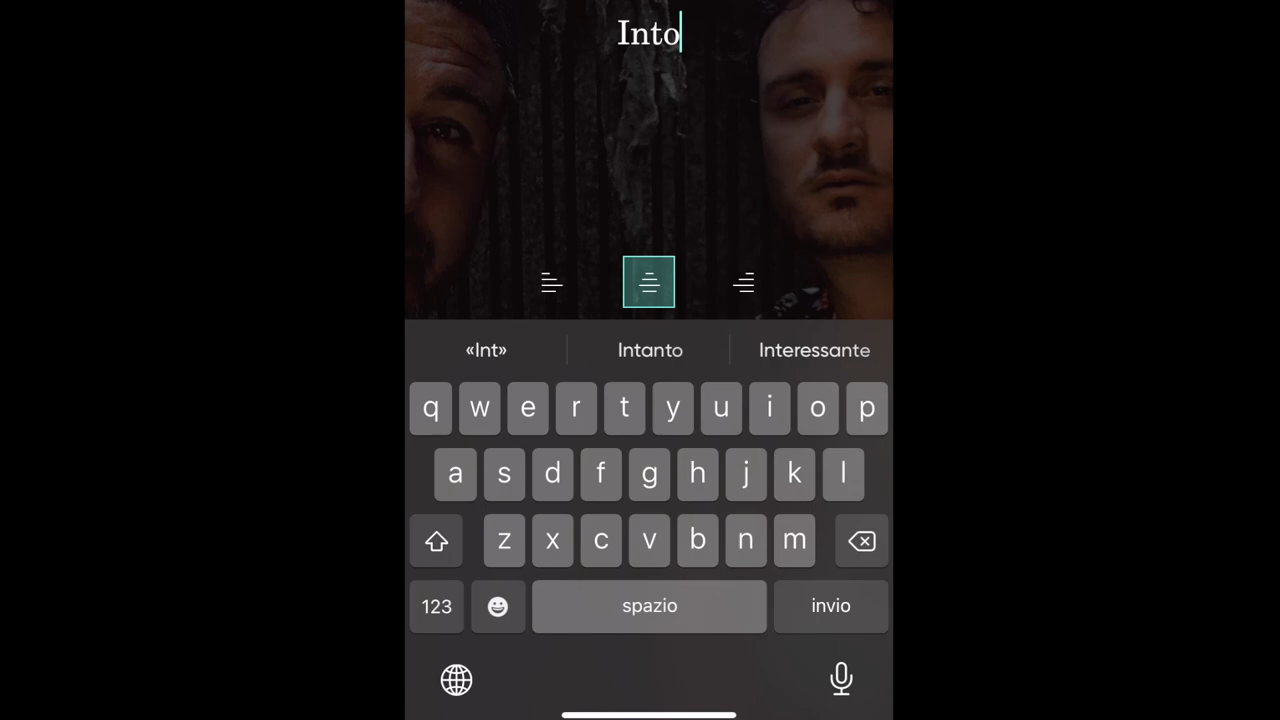 Into
«Int» Intanto Interessante
q w e r t y u i o p
a s d f g h j k l
z x c v b n m
123 spazio invio